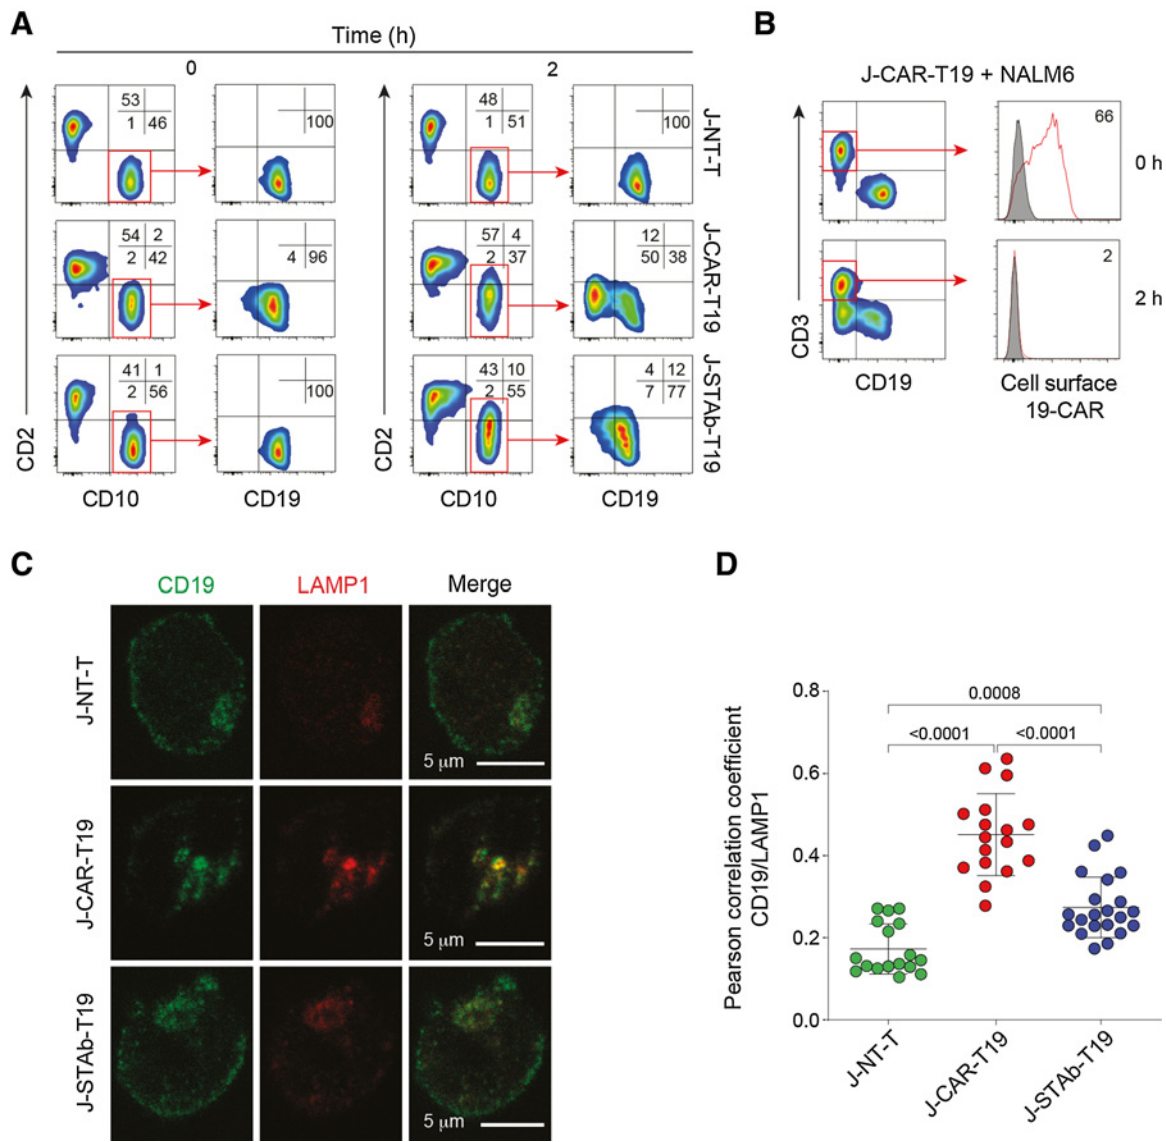 A
Time (h)
0
2
53
1 46
100
48
1 51
100
J-NT-T
54 2
2 42
4 96
57 4
2 37
12
50 38
J-CAR-T19
41 1
2 56
100
43 10
2 55
4 12
7 77
J-STAb-T19
CD2
CD10
CD19
CD2
CD10
CD19
B
J-CAR-T19 + NALM6
66
0 h
2
2 h
CD3
CD19
Cell surface
19-CAR
C
CD19
LAMP1
Merge
J-NT-T
5 μm
J-CAR-T19
5 μm
J-STAb-T19
5 μm
D
Pearson correlation coefficient
CD19/LAMP1
0.8
0.6
0.4
0.2
0.0
0.0008
<0.0001
<0.0001
J-NT-T
J-CAR-T19
J-STAb-T19